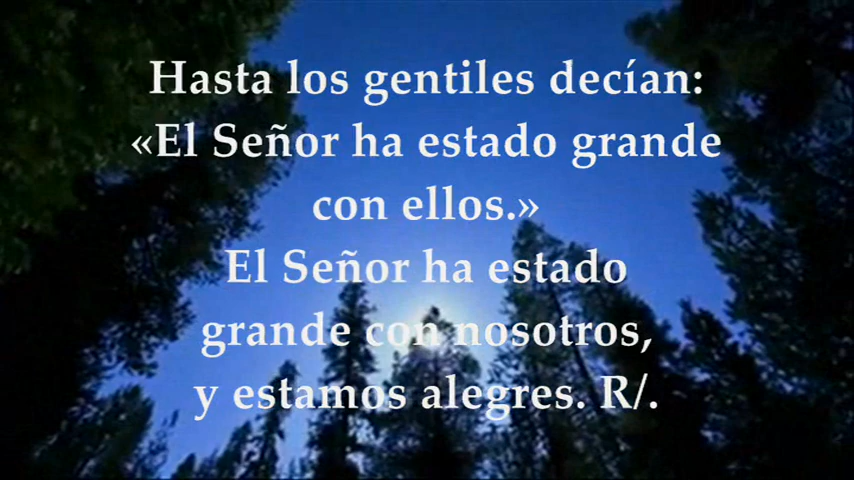 Hasta los gentiles decían:
«El Señor ha estado grande
con ellos.»
El Señor ha estado
grande con nosotros,
y estamos alegres. R/.